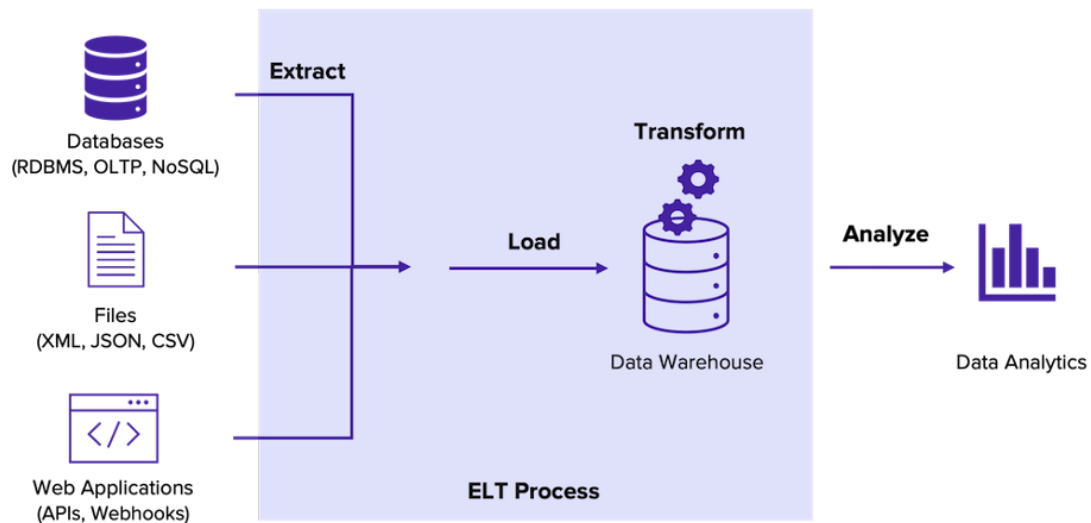 Extract
Databases
(RDBMS, OLTP, NoSQL)
Files
(XML, JSON, CSV)
</>
Web Applications
(APIs, Webhooks)
Load
Transform
Data Warehouse
ELT Process
Analyze
Data Analytics